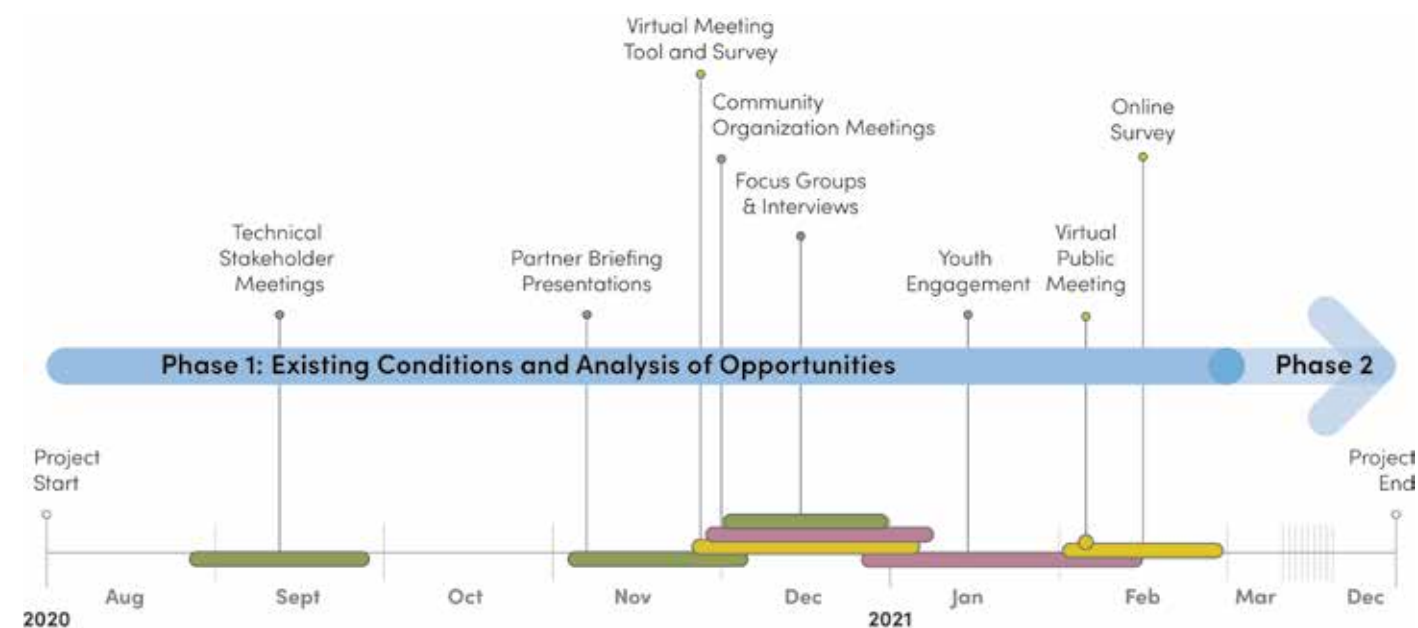 Virtual Meeting
Tool and Survey
Community
Organization Meetings
Online
Survey
Focus Groups
& Interviews
Technical
Stakeholder
Meetings
Partner Briefing
Presentations
Youth
Engagement
Virtual
Public
Meeting
Phase 1: Existing Conditions and Analysis of Opportunities
Phase 2
Project
Start
Project
End
Aug
Sept
Oct
Nov
Dec
Jan
Feb
Mar
Dec
2020
2021